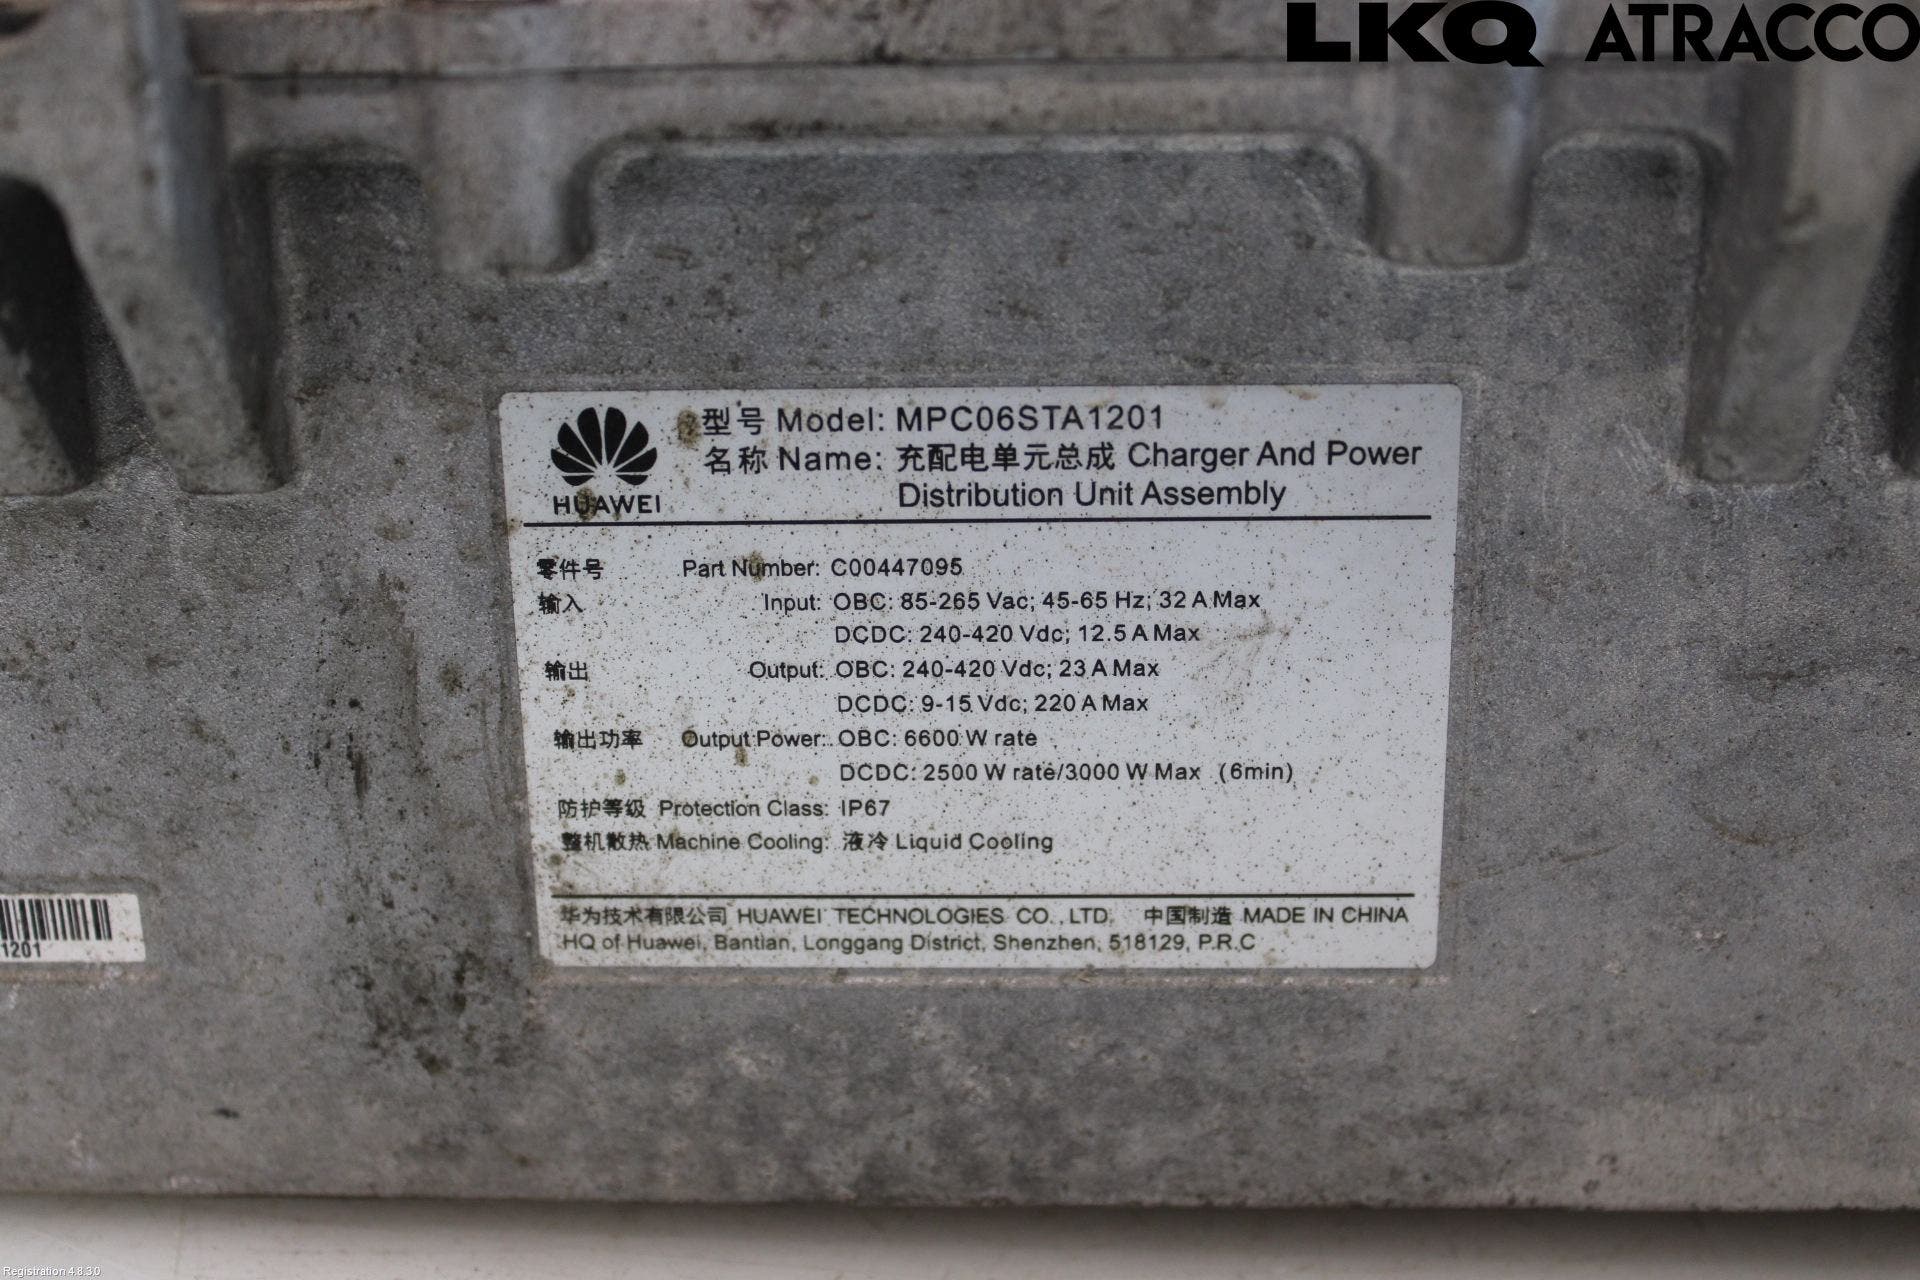 LKQ ATRACCO
型号 Model: MPC06STA1201
名称 Name: 充配电单元总成 Charger And Power
Distribution Unit Assembly
HUAWEI
零件号 Part Number: C00447095
输入 Input: OBC: 85-265 Vac; 45-65 Hz; 32 A Max
DCDC: 240-420 Vdc; 12.5 A Max
输出 Output: OBC: 240-420 Vdc; 23 A Max
DCDC: 9-15 Vdc; 220 A Max
输出功率 Output Power: OBC: 6600 W rate
DCDC: 2500 W rate/3000 W Max (6min)
防护等级 Protection Class: IP67
整机散热 Machine Cooling: 液冷 Liquid Cooling
华为技术有限公司 HUAWEI TECHNOLOGIES CO., LTD. 中国制造 MADE IN CHINA
HQ of Huawei, Bantian, Longgang District, Shenzhen, 518129, P.R.C
1201
Registration 4.8.3.0